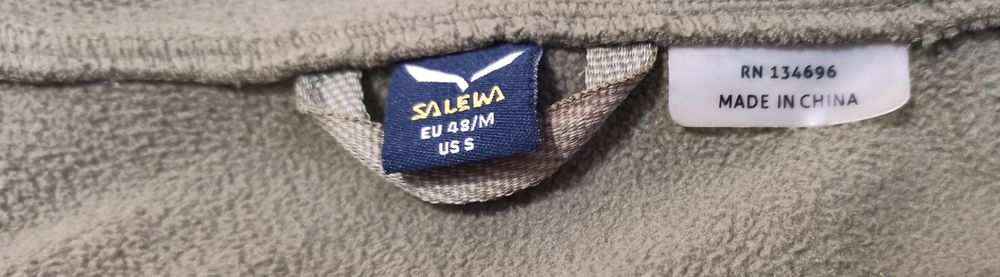 SALEWA
EU 48/M
US S
RN 134696
MADE IN CHINA